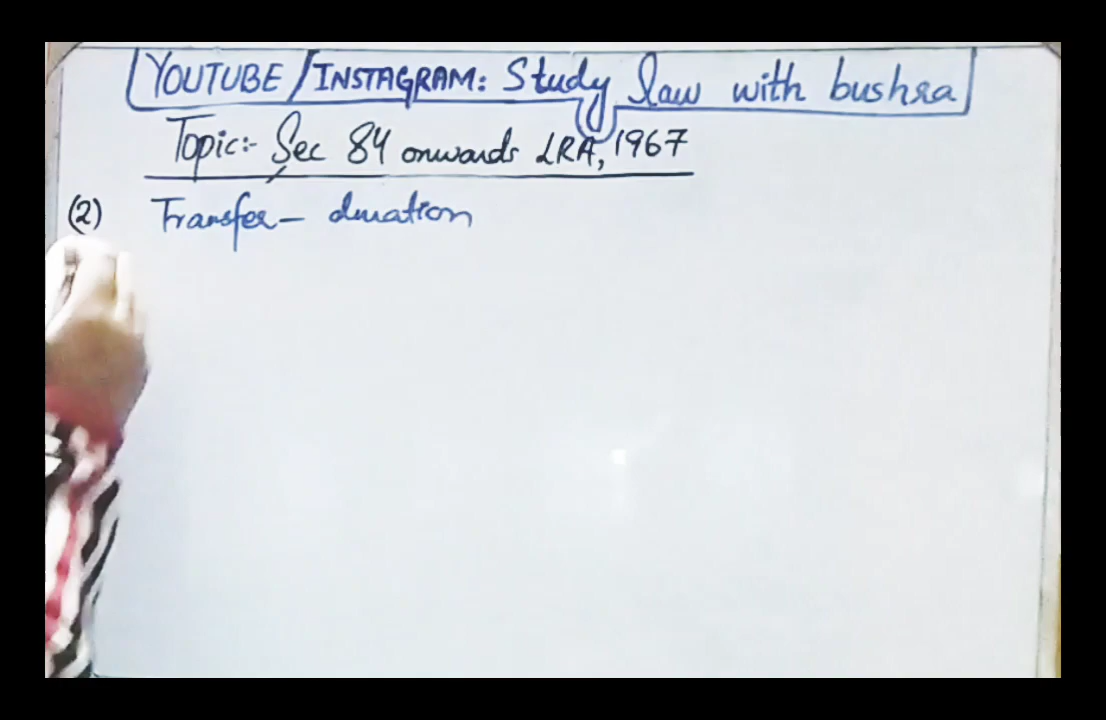 YOUTUBE/INSTAGRAM: Study law with bushra
Topic:- Sec 84 onwards LRA, 1967
(2) Transfer - duration